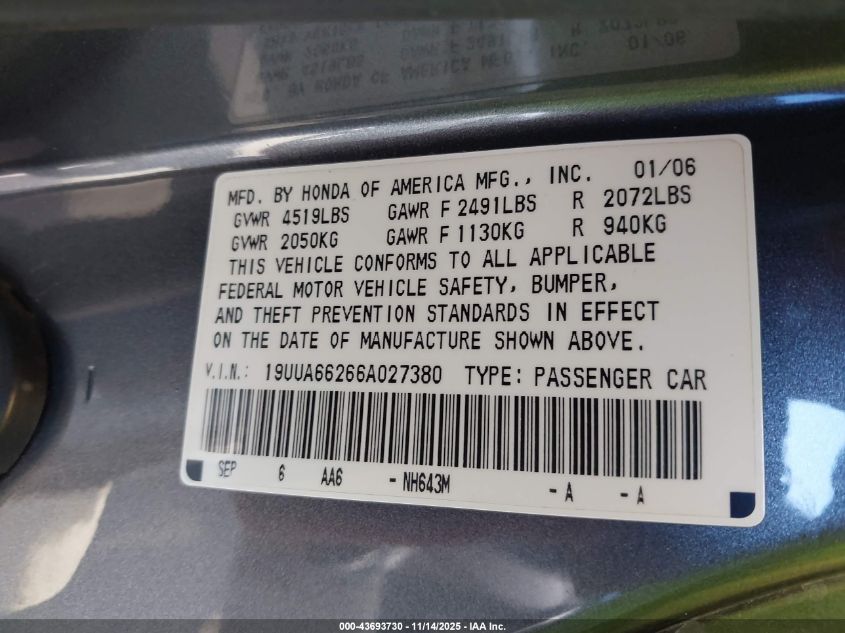 MFD. BY HONDA OF AMERICA MFG., INC. 01/06
GVWR 4519LBS GAWR F 2491LBS R 2072LBS
GVWR 2050KG GAWR F 1130KG R 940KG
THIS VEHICLE CONFORMS TO ALL APPLICABLE
FEDERAL MOTOR VEHICLE SAFETY, BUMPER,
AND THEFT PREVENTION STANDARDS IN EFFECT
ON THE DATE OF MANUFACTURE SHOWN ABOVE.
V.I.N.: 19UUA66266A027380 TYPE: PASSENGER CAR
SEP 6 AA6 -NH643M -A -A
000-43693730 - 11/14/2025 - IAA Inc.